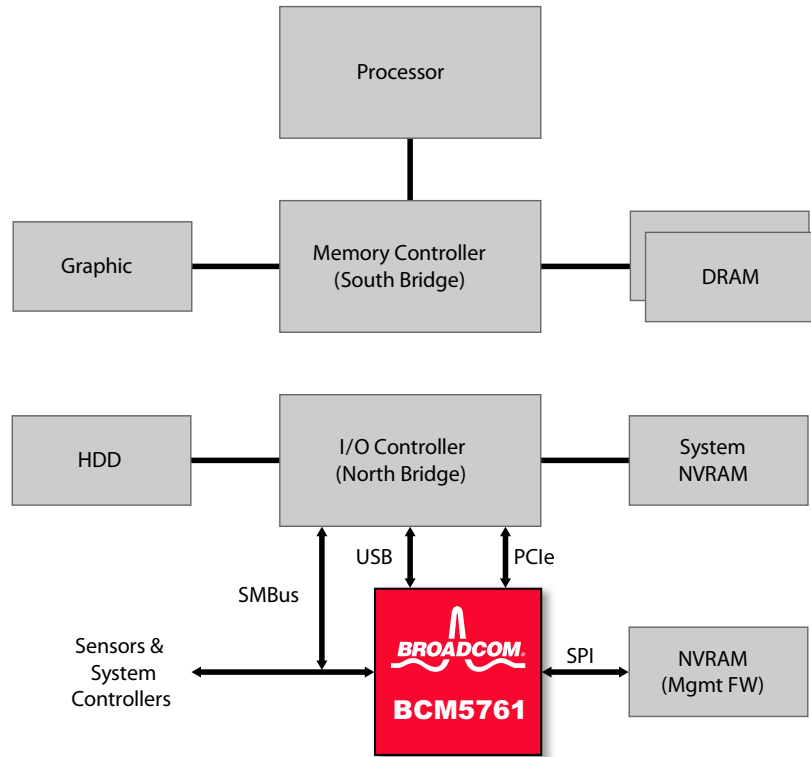 Processor
Graphic
Memory Controller
(South Bridge)
DRAM
HDD
I/O Controller
(North Bridge)
System
NVRAM
USB
PCIe
SMBus
Sensors &
System
Controllers
BROADCOM®
BCM5761
SPI
NVRAM
(Mgmt FW)